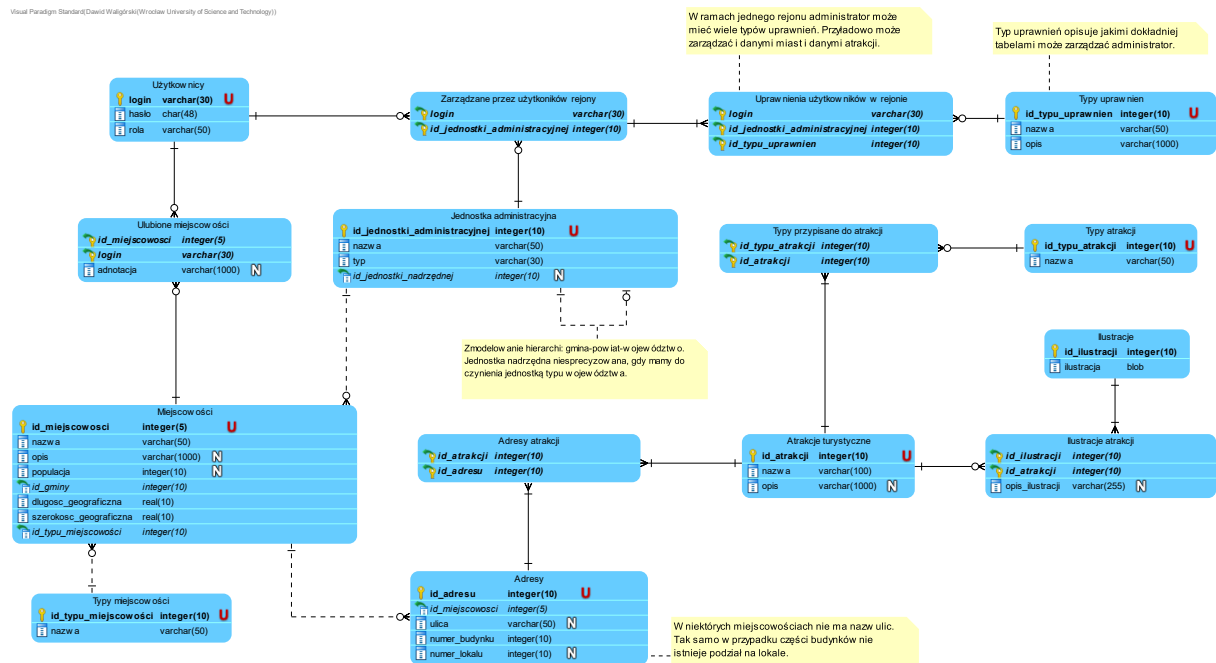 Visual Paradigm Standard(Dawid Waligórski(Wrocław University of Science and Technology))
W ramach jednego rejonu administrator może
mieć wiele typów uprawnień. Przyładowo może
zarządzać i danymi miast i danymi atrakcji.
Typ uprawnień opisuje jakimi dokładniej
tabelami może zarządzać administrator.
Użytkownicy
login varchar(30) U
hasło char(48)
rola varchar(50)
Zarządzane przez użytkoników rejony
login varchar(30)
id_jednostki_administracyjnej integer(10)
Uprawnienia użytkowników w rejonie
login varchar(30)
id_jednostki_administracyjnej integer(10)
id_typu_uprawnien integer(10)
Typy uprawnien
id_typu_uprawnien integer(10) U
nazwa varchar(50)
opis varchar(1000)
Ulubione miejscowości
id_miejscowosci integer(5)
login varchar(30)
adnotacja varchar(1000) N
Jednostka administracyjna
id_jednostki_administracyjnej integer(10) U
nazwa varchar(50)
typ varchar(30)
id_jednostki_nadrzędnej integer(10) N
Typy przypisane do atrakcji
id_typu_atrakcji integer(10)
id_atrakcji integer(10)
Typy atrakcji
id_typu_atrakcji integer(10) U
nazwa varchar(50)
Zmodelowanie hierarchi: gmina-powiat-województwo.
Jednostka nadrzędna niesprecyzowana, gdy mamy do
czynienia jednostką typu województwa.
Ilustracje
id_ilustracji integer(10)
ilustracja blob
Miejscowości
id_miejscowosci integer(5) U
nazwa varchar(50)
opis varchar(1000) N
populacja integer(10) N
id_gminy integer(10)
dlugosc_geograficzna real(10)
szerokosc_geograficzna real(10)
id_typu_miejscowości integer(10)
Adresy atrakcji
id_atrakcji integer(10)
id_adresu integer(10)
Atrakcje turystyczne
id_atrakcji integer(10) U
nazwa varchar(100)
opis varchar(1000) N
Ilustracje atrakcji
id_ilustracji integer(10)
id_atrakcji integer(10)
opis_ilustracji varchar(255) N
Typy miejscowości
id_typu_miejscowości integer(10) U
nazwa varchar(50)
Adresy
id_adresu integer(10) U
id_miejscowosci integer(5)
ulica varchar(50) N
numer_budynku integer(10)
numer_lokalu integer(10) N
W niektórych miejscowościach nie ma nazw ulic.
Tak samo w przypadku części budynków nie
istnieje podział na lokale.